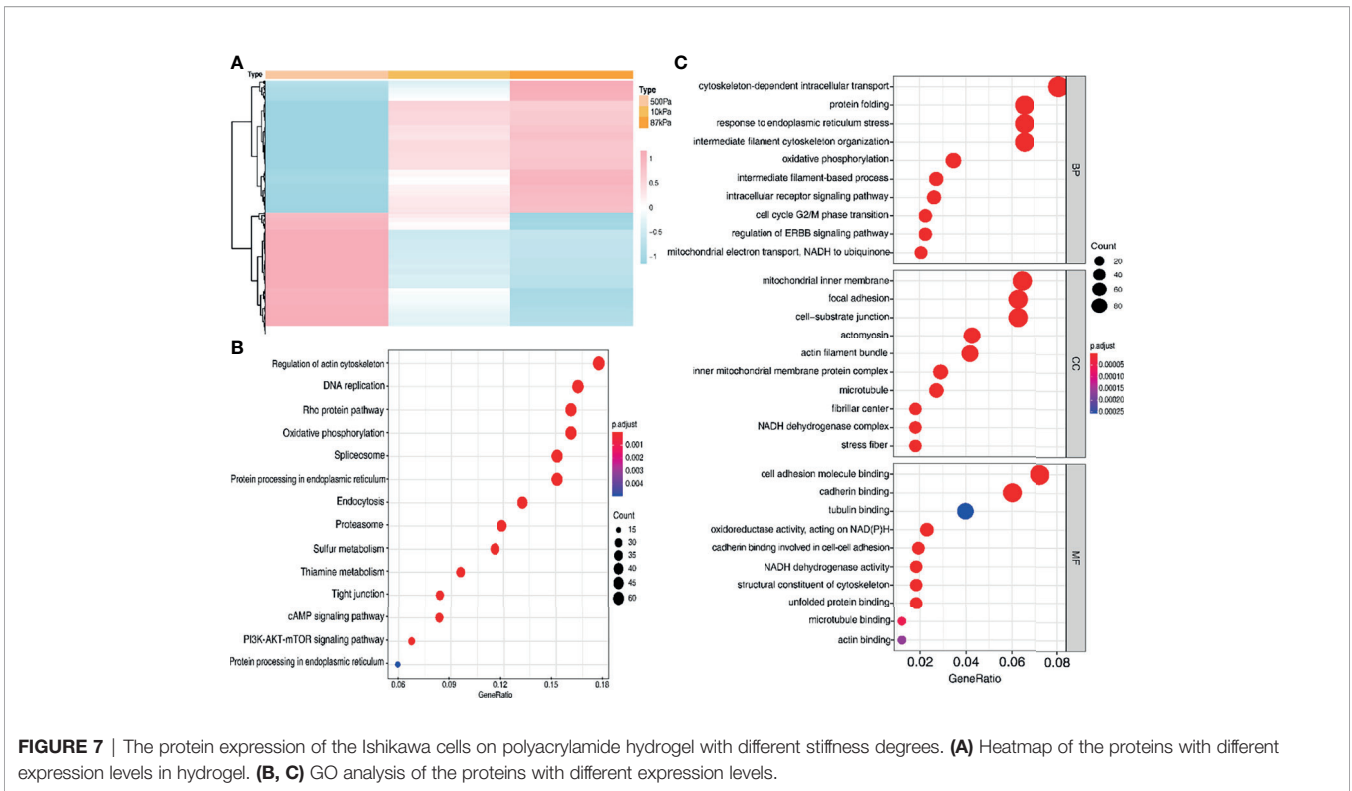 A
Type
Type
500Pa
10kPa
87kPa
1
0.5
0
−0.5
−1
B
Regulation of actin cytoskeleton
DNA replication
Rho protein pathway
Oxidative phosphorylation
Spliceosome
Protein processing in endoplasmic reticulum
Endocytosis
Proteasome
Sulfur metabolism
Thiamine metabolism
Tight junction
cAMP signaling pathway
PI3K-AKT-mTOR signaling pathway
Protein processing in endoplasmic reticulum
0.06 0.09 0.12 0.15 0.18
GeneRatio
p.adjust
0.001
0.002
0.003
0.004
Count
15
30
35
40
45
60
C
cytoskeleton-dependent intracellular transport
protein folding
response to endoplasmic reticulum stress
intermediate filament cytoskeleton organization
oxidative phosphorylation
intermediate filament-based process
intracellular receptor signaling pathway
cell cycle G2/M phase transition
regulation of ERBB signaling pathway
mitochondrial electron transport, NADH to ubiquinone
BP
mitochondrial inner membrane
focal adhesion
cell-substrate junction
actomyosin
actin filament bundle
inner mitochondrial membrane protein complex
microtubule
fibrillar center
NADH dehydrogenase complex
stress fiber
CC
cell adhesion molecule binding
cadherin binding
tubulin binding
oxidoreductase activity, acting on NAD(P)H
cadherin binding involved in cell-cell adhesion
NADH dehydrogenase activity
structural constituent of cytoskeleton
unfolded protein binding
microtubule binding
actin binding
MF
0.02 0.04 0.06 0.08
GeneRatio
Count
20
40
60
80
p.adjust
0.00005
0.00010
0.00015
0.00020
0.00025
FIGURE 7 | The protein expression of the Ishikawa cells on polyacrylamide hydrogel with different stiffness degrees. (A) Heatmap of the proteins with different
expression levels in hydrogel. (B, C) GO analysis of the proteins with different expression levels.